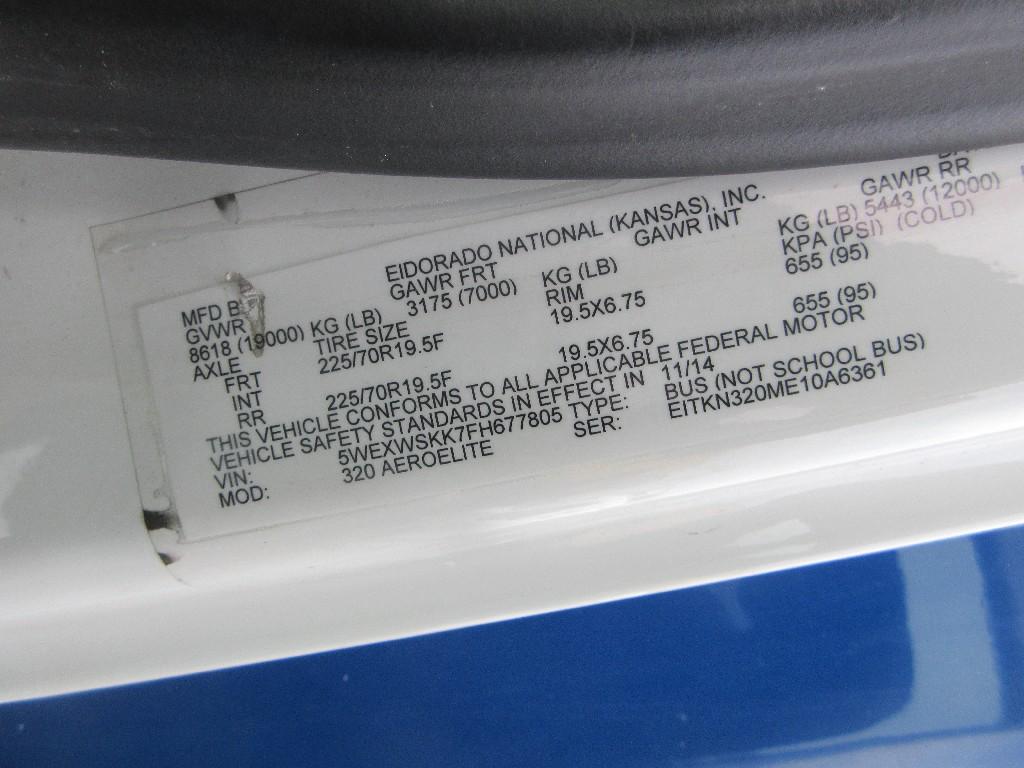 MFD B EIDORADO NATIONAL (KANSAS), INC.
GVWR GAWR FRT GAWR INT GAWR RR
8618 (19000) KG (LB) 3175 (7000) KG (LB) KG (LB) 5443 (12000)
AXLE TIRE SIZE RIM KPA (PSI) (COLD)
FRT 225/70R19.5F 19.5X6.75 655 (95)
INT
RR 225/70R19.5F 19.5X6.75 655 (95)
THIS VEHICLE CONFORMS TO ALL APPLICABLE FEDERAL MOTOR
VEHICLE SAFETY STANDARDS IN EFFECT IN 11/14
VIN: 5WEXWSKK7FH677805 TYPE: BUS (NOT SCHOOL BUS)
MOD: 320 AEROELITE SER: EITKN320ME10A6361